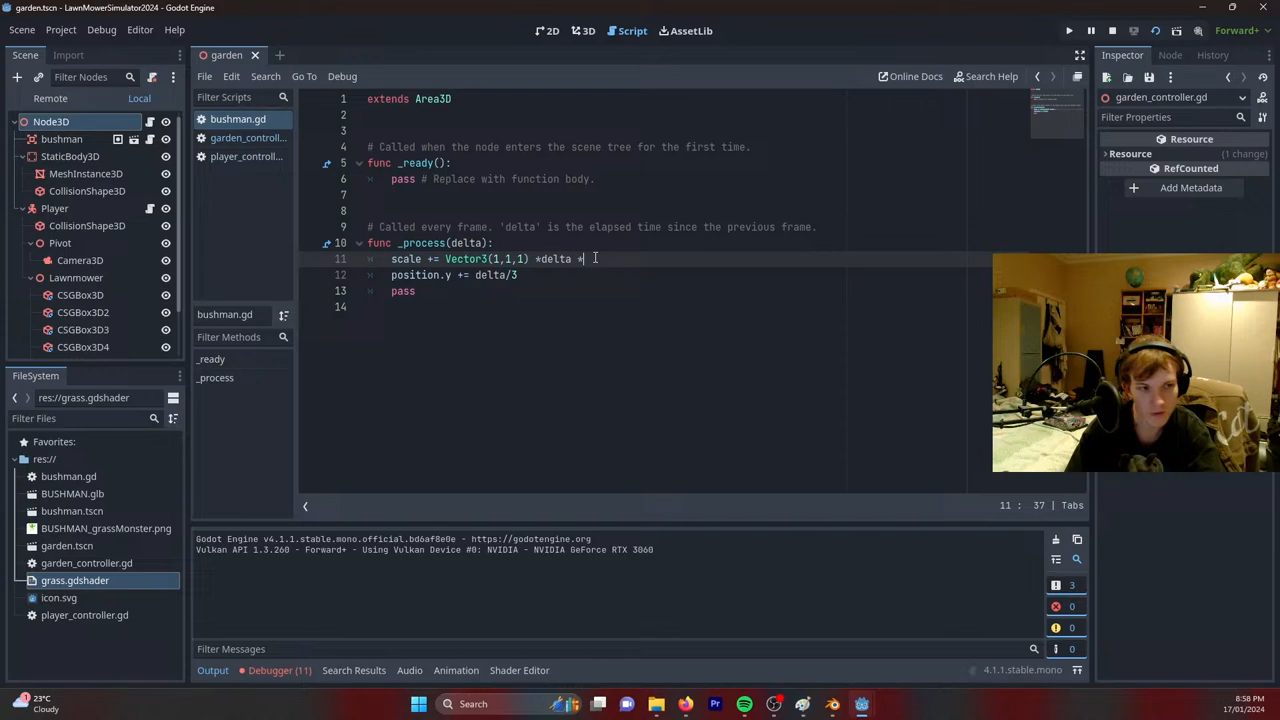 garden.tscn - LawnMowerSimulator2024 - Godot Engine
Scene Project Debug Editor Help
2D 3D Script AssetLib
Forward+
Scene Import
Filter Nodes
Remote Local
Node3D
bushman
StaticBody3D
MeshInstance3D
CollisionShape3D
Player
CollisionShape3D
Pivot
Camera3D
Lawnmower
CSGBox3D
CSGBox3D2
CSGBox3D3
CSGBox3D4
FileSystem
res://grass.gdshader
Filter Files
Favorites:
res://
bushman.gd
BUSHMAN.glb
bushman.tscn
BUSHMAN_grassMonster.png
garden.tscn
garden_controller.gd
grass.gdshader
icon.svg
player_controller.gd
garden
File Edit Search Go To Debug
Online Docs Search Help
Filter Scripts
bushman.gd
garden_controll...
player_controll...
bushman.gd
Filter Methods
_ready
_process
1 extends Area3D
2
3
4 # Called when the node enters the scene tree for the first time.
5 func _ready():
6 pass # Replace with function body.
7
8
9 # Called every frame. 'delta' is the elapsed time since the previous frame.
10 func _process(delta):
11 scale += Vector3(1,1,1) *delta *
12 position.y += delta/3
13 pass
14
11 : 37 | Tabs
Godot Engine v4.1.1.stable.mono.official.bd6af8e0e - https://godotengine.org
Vulkan API 1.3.260 - Forward+ - Using Vulkan Device #0: NVIDIA - NVIDIA GeForce RTX 3060
3
0
0
0
Filter Messages
Output Debugger (11) Search Results Audio Animation Shader Editor
4.1.1.stable.mono
Inspector Node History
garden_controller.gd
Filter Properties
Resource
Resource (1 change)
RefCounted
Add Metadata
23°C
Cloudy
Search
8:58 PM
17/01/2024